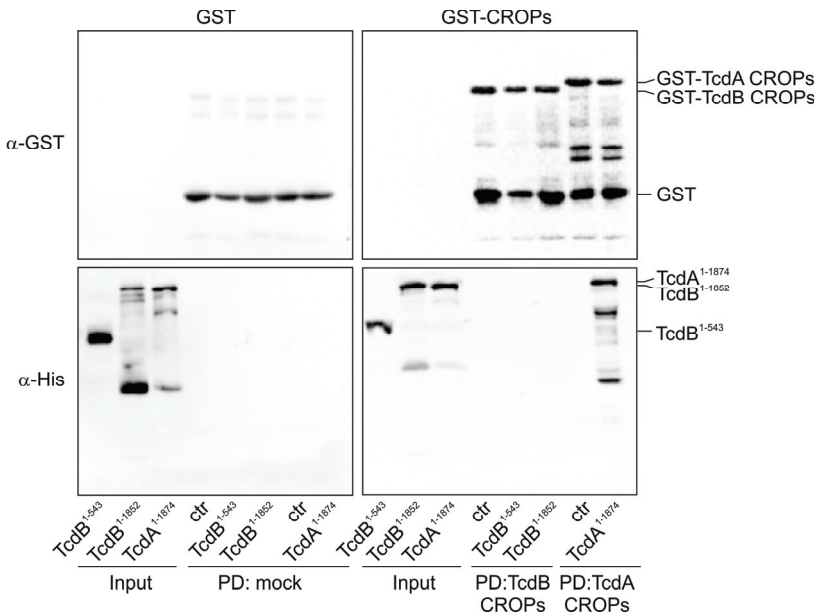 GST GST-CROPs
α-GST
GST-TcdA CROPs
GST-TcdB CROPs
GST
α-His
TcdA1-1874
TcdB1-1852
TcdB1-543
TcdB1-543 TcdB1-1852 TcdA1-1874 ctr TcdB1-543 TcdB1-1852 ctr TcdA1-1874 TcdB1-543 TcdB1-1852 TcdA1-1874 ctr TcdB1-543 TcdB1-1852 ctr TcdA1-1874
Input PD: mock Input PD:TcdB PD:TcdA
CROPs CROPs